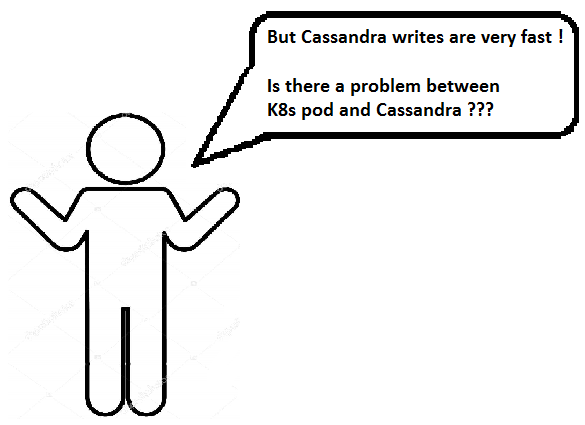 But Cassandra writes are very fast !
Is there a problem between
K8s pod and Cassandra ???